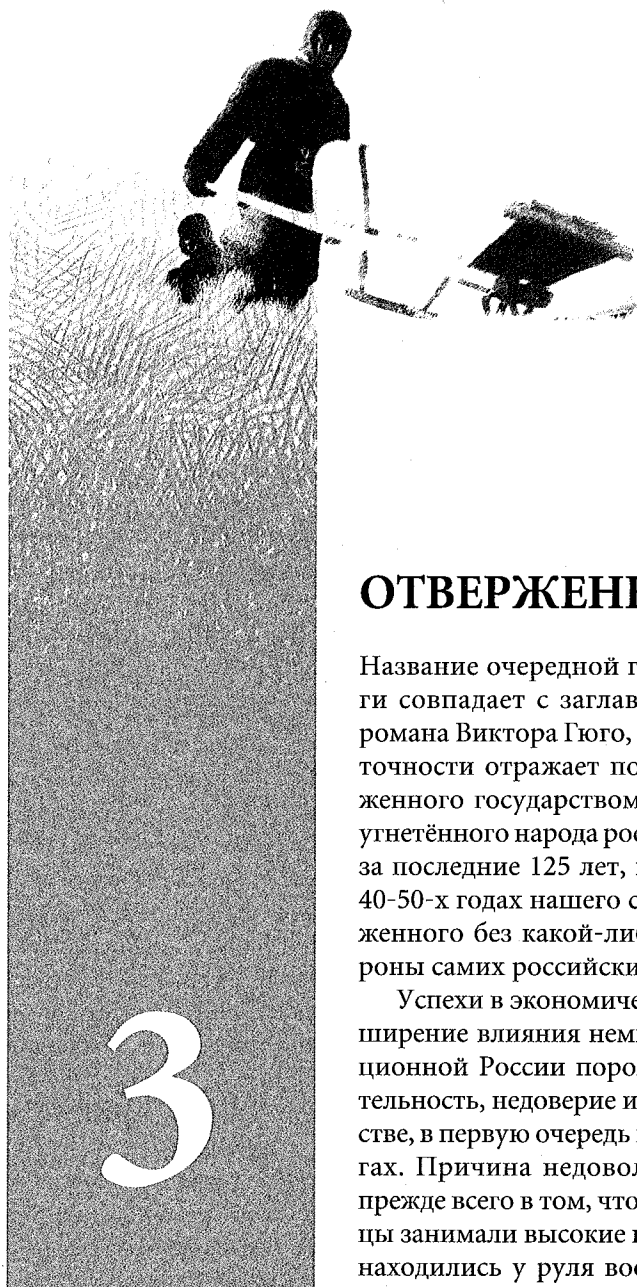 ОТВЕРЖЕН
Название очередной г
ги совпадает с заглав
романа Виктора Гюго,
точности отражает по
женного государством
угнетённого народа рос
за последние 125 лет,
40-50-х годах нашего с
женного без какой-ли
роны самих российски
Успехи в экономиче
ширение влияния нем
ционной России поро
тельность, недоверие и
стве, в первую очередь
гах. Причина недовол
прежде всего в том, что
цы занимали высокие
находились у руля вос
3